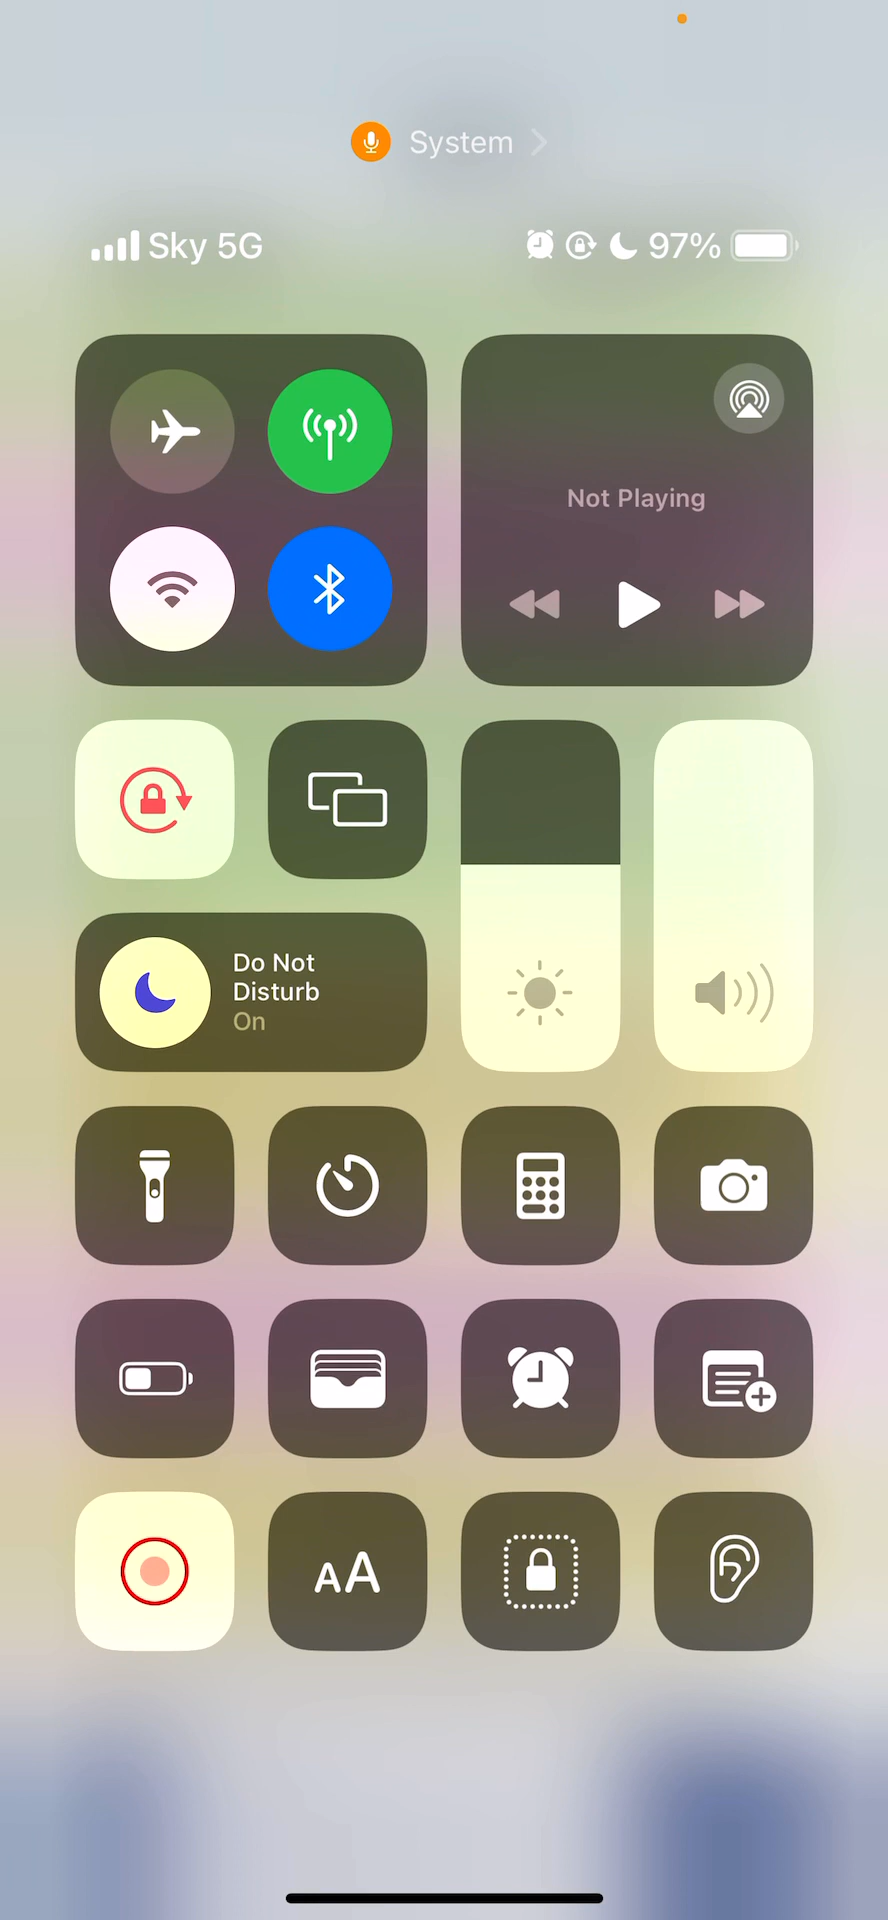 System
Sky 5G 97%
Not Playing
Do Not
Disturb
On
AA